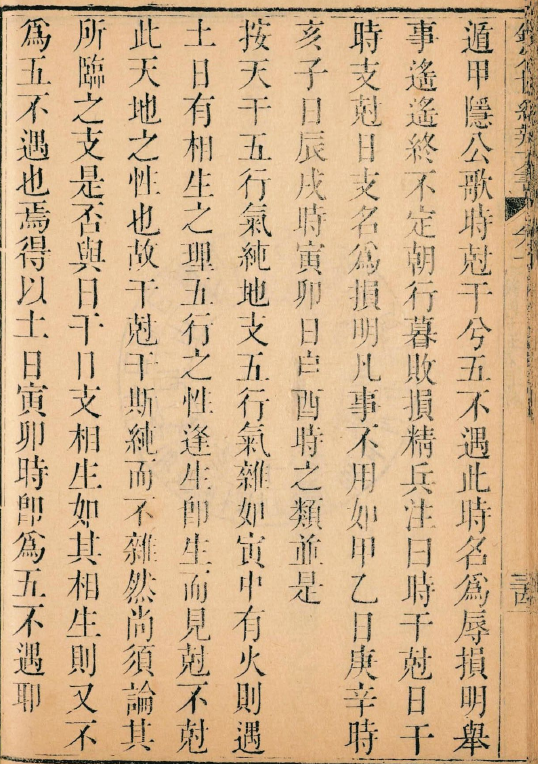 遁甲隱公歌時尅干兮五不遇此時名爲辱損明舉
事遙遙終不定朝行暮敗損精兵注曰時干尅日干
時支尅日支名爲損明凡事不用如甲乙日庚辛時
亥子日辰戌時寅卯日申酉時之類並是
按天干五行氣純地支五行氣雜如寅中有火則遇
土日有相生之理五行之性逢生卽生而見尅不尅
此天地之性也故干尅干斯純而不雜然尚須論其
所臨之支是否與日干日支相生如其相生則又不
爲五不遇也焉得以土日寅卯時卽爲五不遇耶